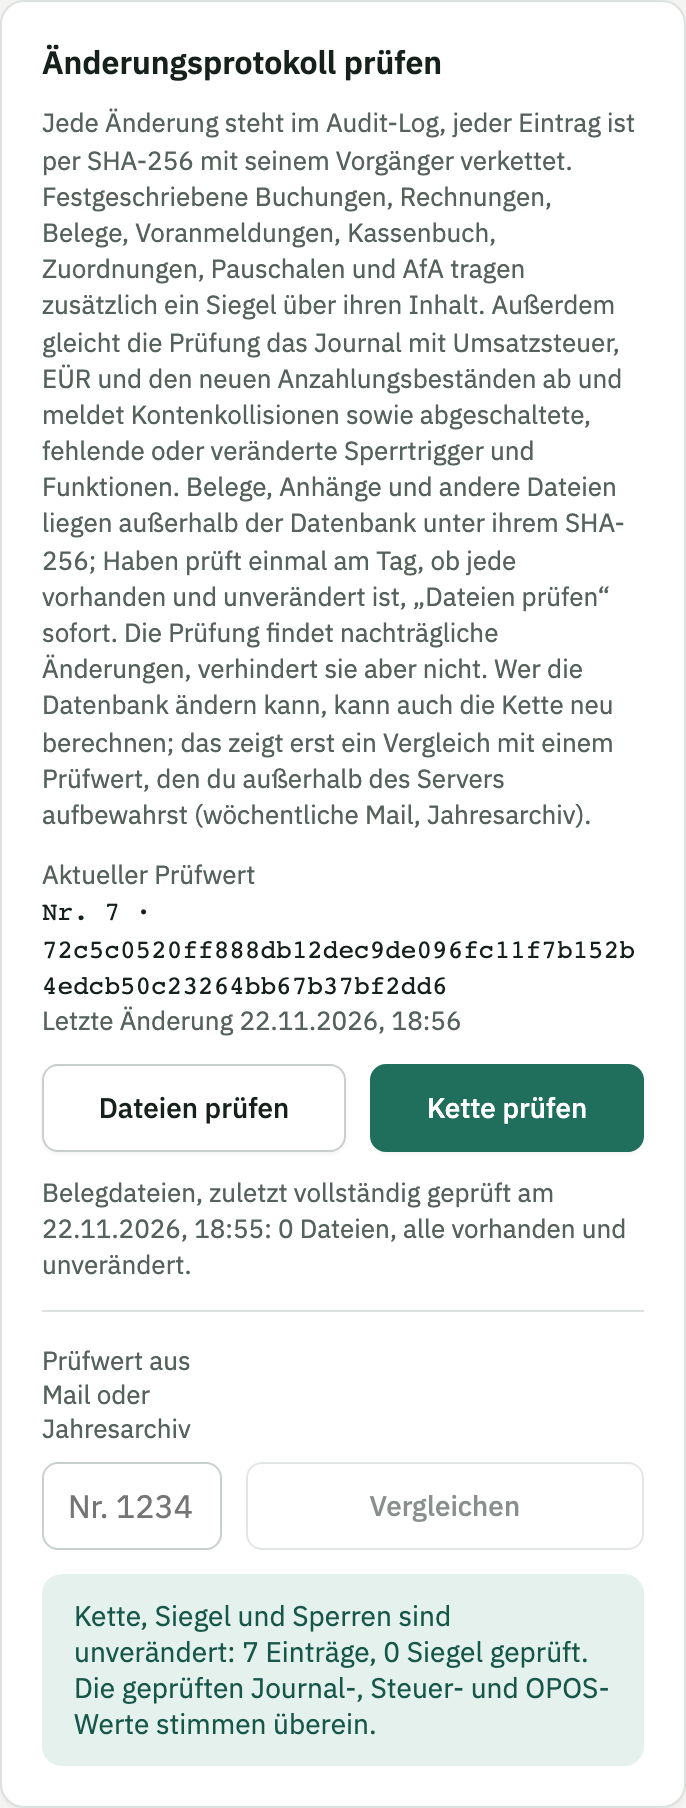 Änderungsprotokoll prüfen
Jede Änderung steht im Audit-Log, jeder Eintrag ist
per SHA-256 mit seinem Vorgänger verkettet.
Festgeschriebene Buchungen, Rechnungen,
Belege, Voranmeldungen, Kassenbuch,
Zuordnungen, Pauschalen und AfA tragen
zusätzlich ein Siegel über ihren Inhalt. Außerdem
gleicht die Prüfung das Journal mit Umsatzsteuer,
EÜR und den neuen Anzahlungsbeständen ab und
meldet Kontenkollisionen sowie abgeschaltete,
fehlende oder veränderte Sperrtrigger und
Funktionen. Belege, Anhänge und andere Dateien
liegen außerhalb der Datenbank unter ihrem SHA-
256; Haben prüft einmal am Tag, ob jede
vorhanden und unverändert ist, „Dateien prüfen“
sofort. Die Prüfung findet nachträgliche
Änderungen, verhindert sie aber nicht. Wer die
Datenbank ändern kann, kann auch die Kette neu
berechnen; das zeigt erst ein Vergleich mit einem
Prüfwert, den du außerhalb des Servers
aufbewahrst (wöchentliche Mail, Jahresarchiv).
Aktueller Prüfwert
Nr. 7 ·
72c5c0520ff888db12dec9de096fc11f7b152b
4edcb50c23264bb67b37bf2dd6
Letzte Änderung 22.11.2026, 18:56
Dateien prüfen
Kette prüfen
Belegdateien, zuletzt vollständig geprüft am
22.11.2026, 18:55: 0 Dateien, alle vorhanden und
unverändert.
Prüfwert aus
Mail oder
Jahresarchiv
Nr. 1234
Vergleichen
Kette, Siegel und Sperren sind
unverändert: 7 Einträge, 0 Siegel geprüft.
Die geprüften Journal-, Steuer- und OPOS-
Werte stimmen überein.